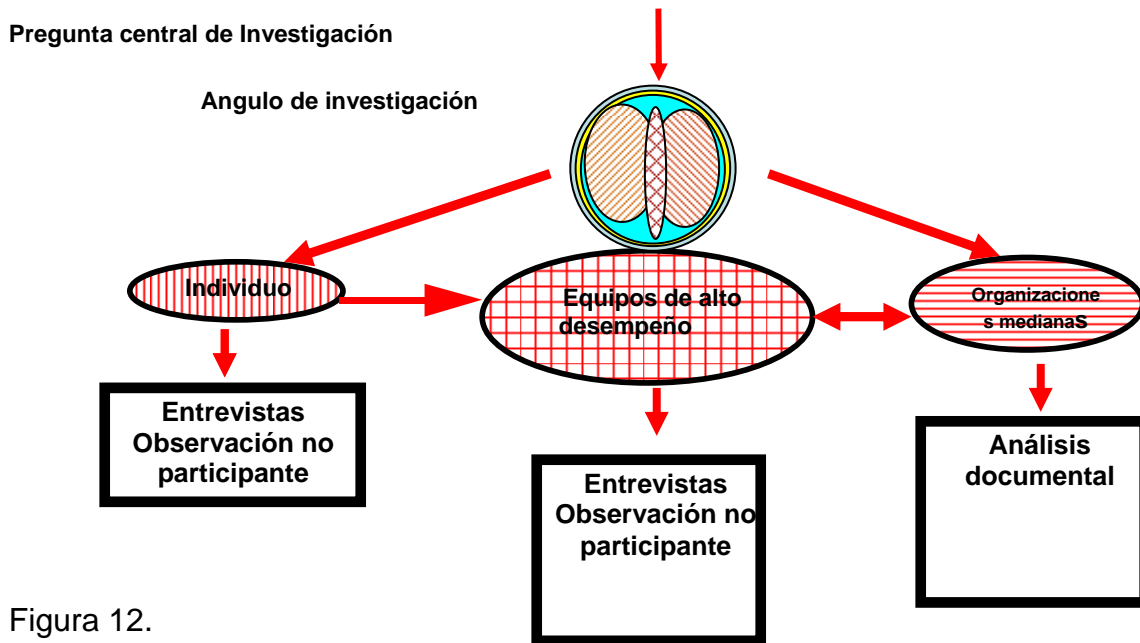 Pregunta central de Investigación
Angulo de investigación
Individuo
Equipos de alto
desempeño
Organizacione
s medianaS
Entrevistas
Observación no
participante
Entrevistas
Observación no
participante
Análisis
documental
Figura 12.